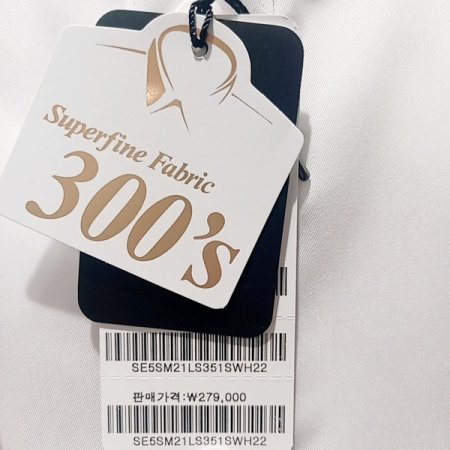 Superfine Fabric
300's
SE5SM21LS351SWH22
판매가격:₩279,000
SE5SM21LS351SWH22